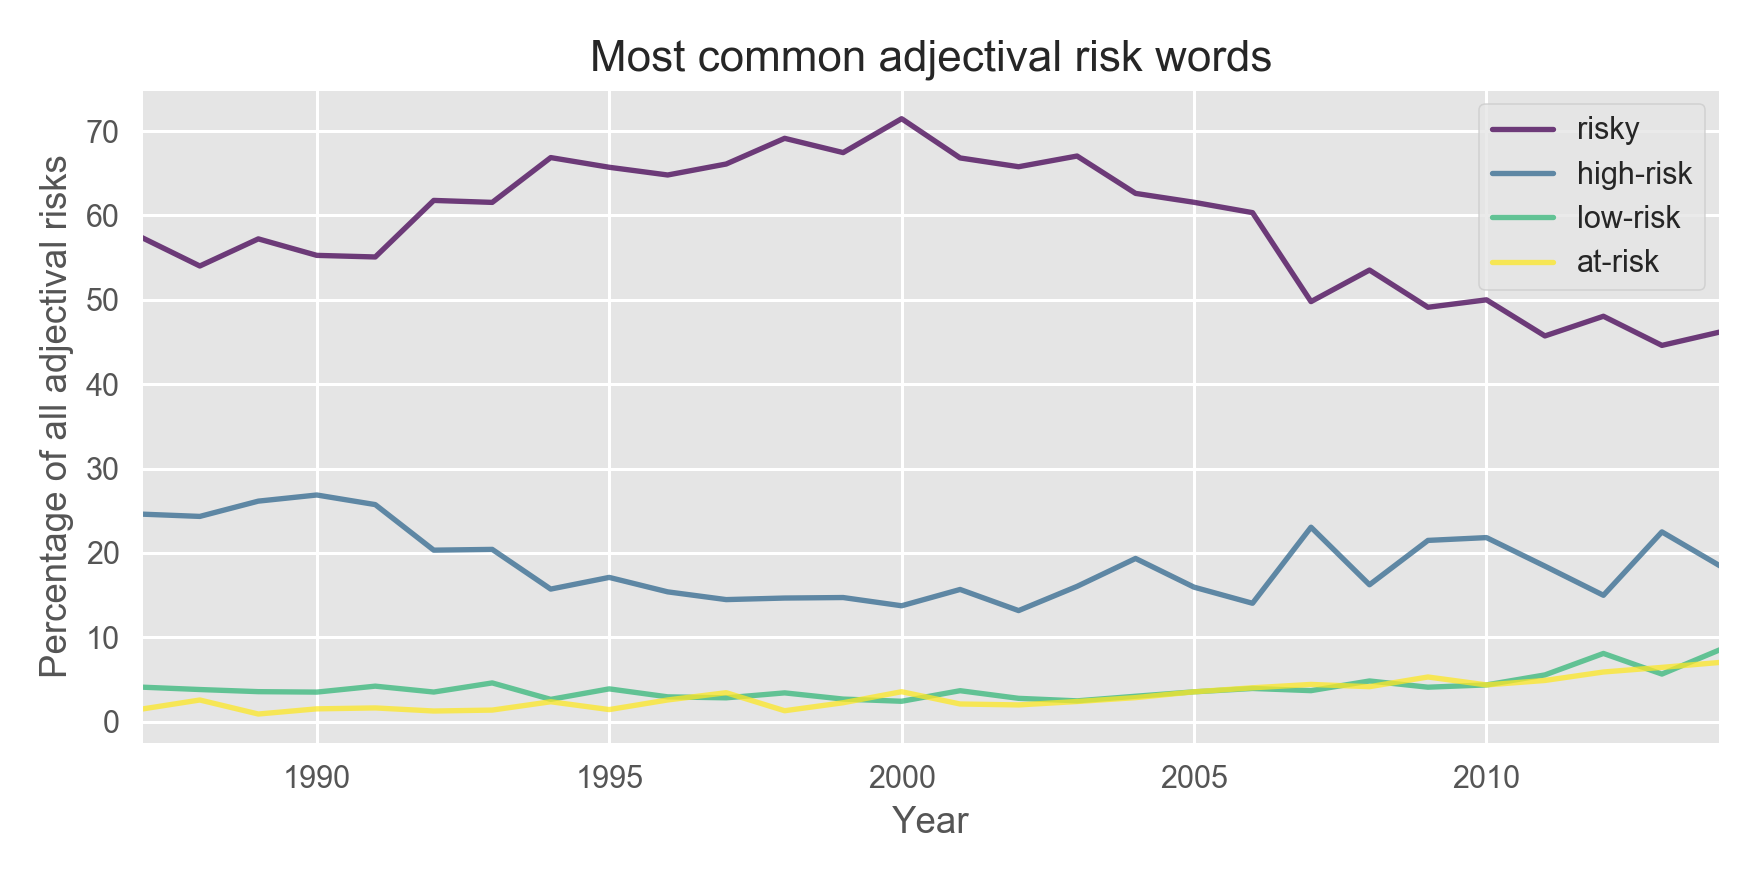 Most common adjectival risk words
Percentage of all adjectival risks
70
60
50
40
30
20
10
0
risky
high-risk
low-risk
at-risk
1990
1995
2000
2005
2010
Year